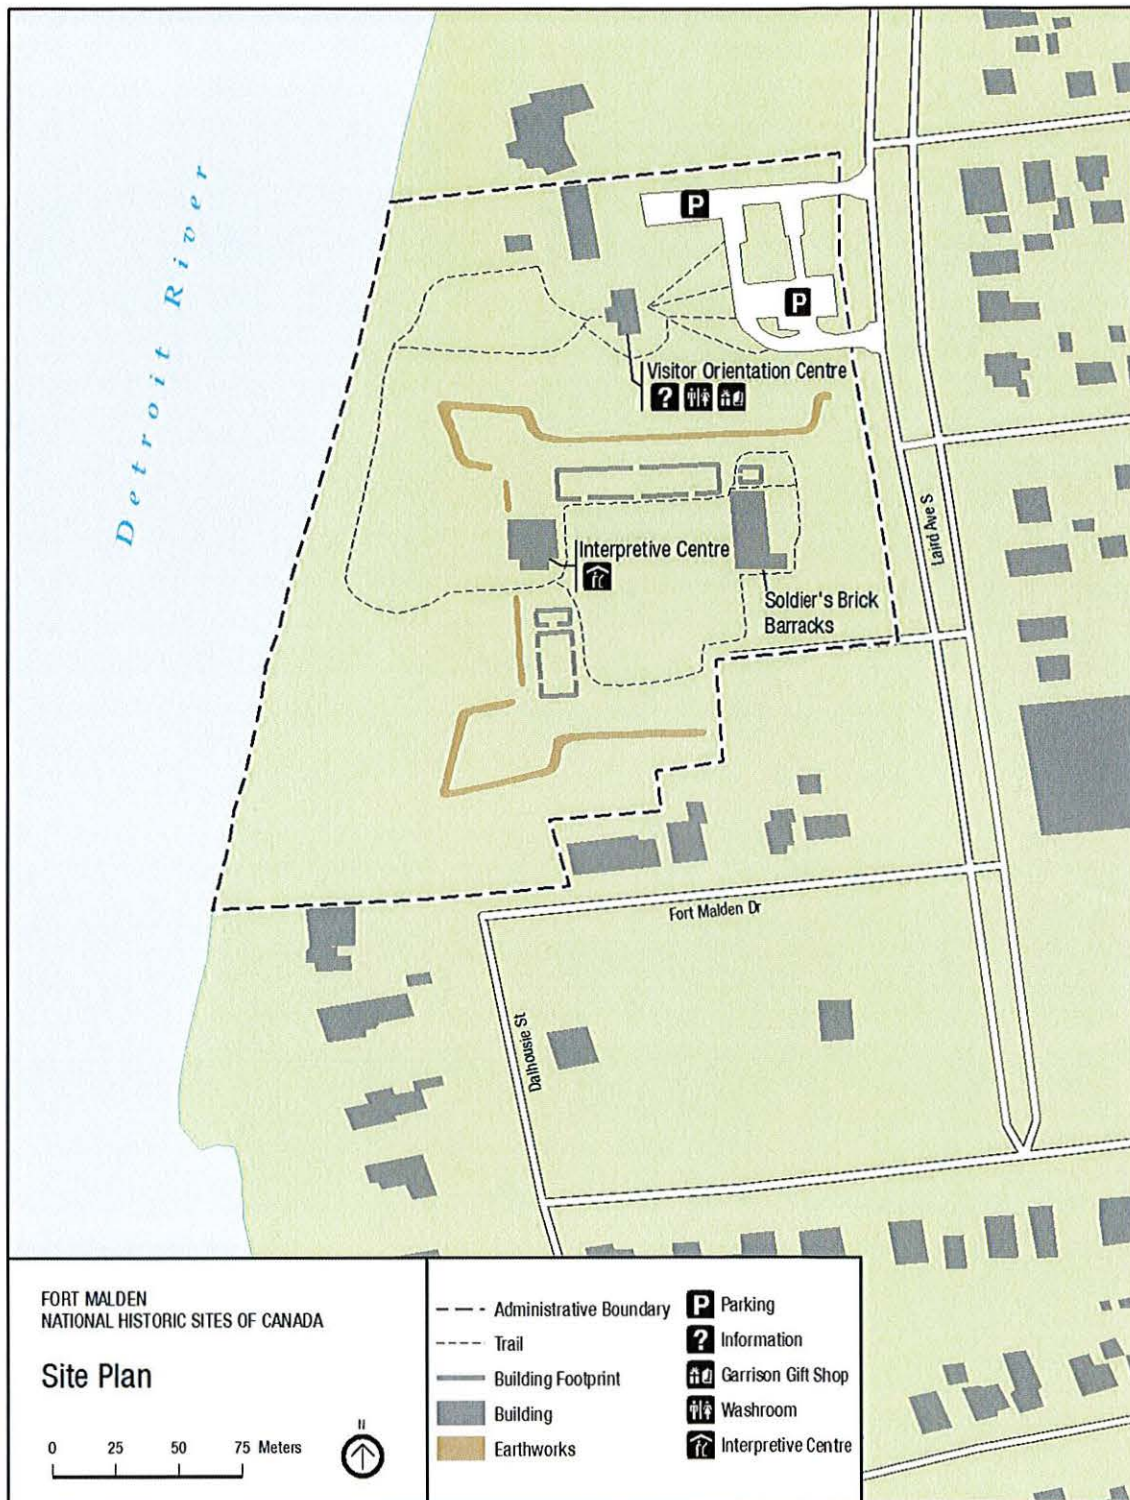 Detroit River
P
P
Visitor Orientation Centre
?
Interpretive Centre
Soldier's Brick
Barracks
Laird Ave S
Fort Malden Dr
Dalhousie St
FORT MALDEN
NATIONAL HISTORIC SITES OF CANADA
Site Plan
0 25 50 75 Meters
N
Administrative Boundary
Trail
Building Footprint
Building
Earthworks
P Parking
? Information
Garrison Gift Shop
Washroom
Interpretive Centre